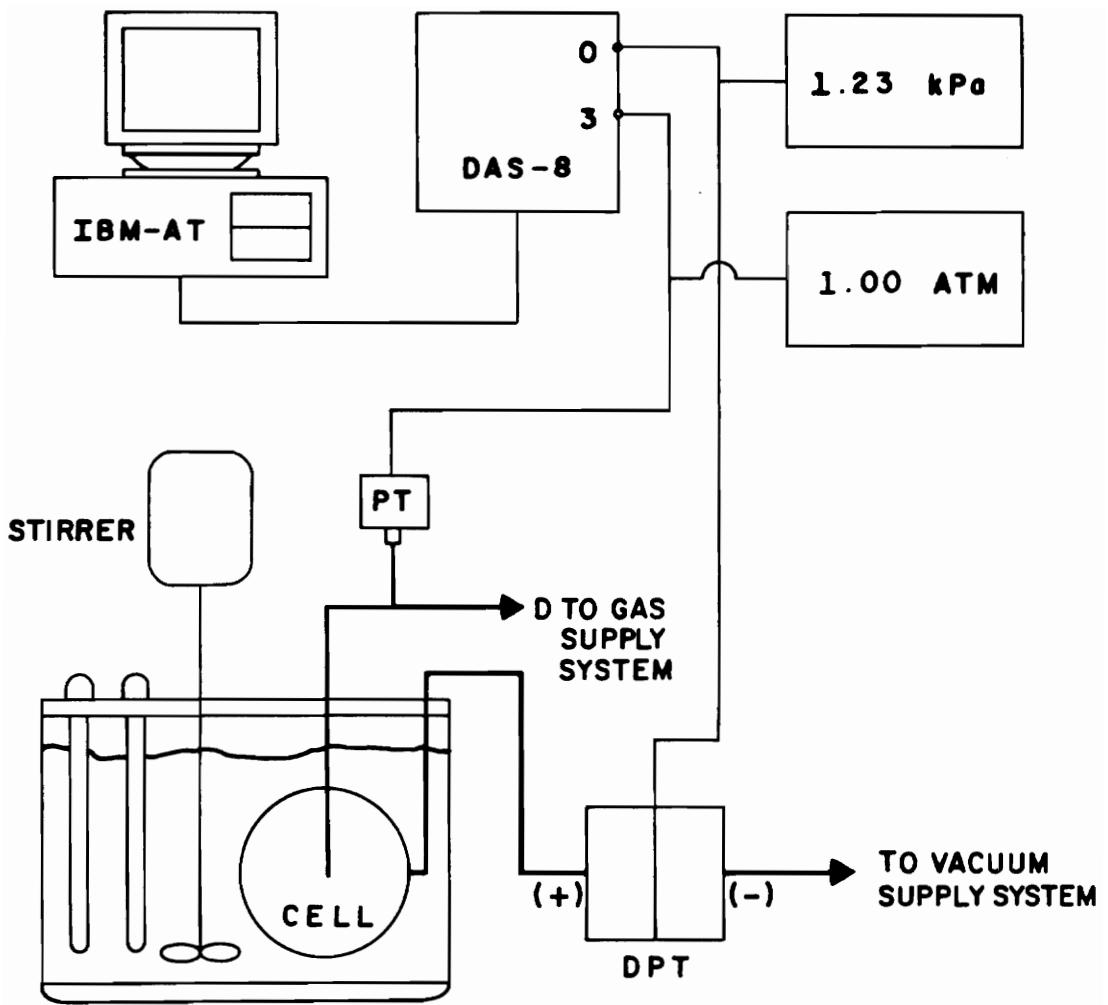 0
1.23 kPa
3
DAS-8
IBM-AT
1.00 ATM
PT
STIRRER
D TO GAS
SUPPLY
SYSTEM
TO VACUUM
SUPPLY SYSTEM
(+)
(-)
CELL
DPT